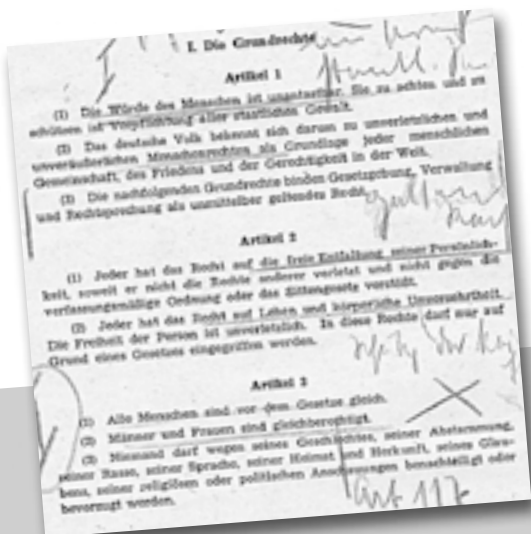 I. Die Grundrechte
Artikel 1
(1) Die Würde des Menschen ist unantastbar. Sie zu achten und zu
schützen ist Verpflichtung aller staatlichen Gewalt.
(2) Das deutsche Volk bekennt sich darum zu unverletzlichen und
unveräußerlichen Menschenrechten als Grundlage jeder menschlichen
Gemeinschaft, des Friedens und der Gerechtigkeit in der Welt.
(3) Die nachfolgenden Grundrechte binden Gesetzgebung, Verwaltung
und Rechtsprechung als unmittelbar geltendes Recht.
Artikel 2
(1) Jeder hat das Recht auf die freie Entfaltung seiner Persönlich-
keit, soweit er nicht die Rechte anderer verletzt und nicht gegen die
verfassungsmäßige Ordnung oder das Sittengesetz verstößt.
(2) Jeder hat das Recht auf Leben und körperliche Unversehrtheit.
Die Freiheit der Person ist unverletzlich. In diese Rechte darf nur auf
Grund eines Gesetzes eingegriffen werden.
Artikel 3
(1) Alle Menschen sind vor dem Gesetze gleich.
(2) Männer und Frauen sind gleichberechtigt.
(3) Niemand darf wegen seines Geschlechtes, seiner Abstammung,
seiner Rasse, seiner Sprache, seiner Heimat und Herkunft, seines Glau-
bens, seiner religiösen oder politischen Anschauungen benachteiligt oder
bevorzugt werden.
Art 117